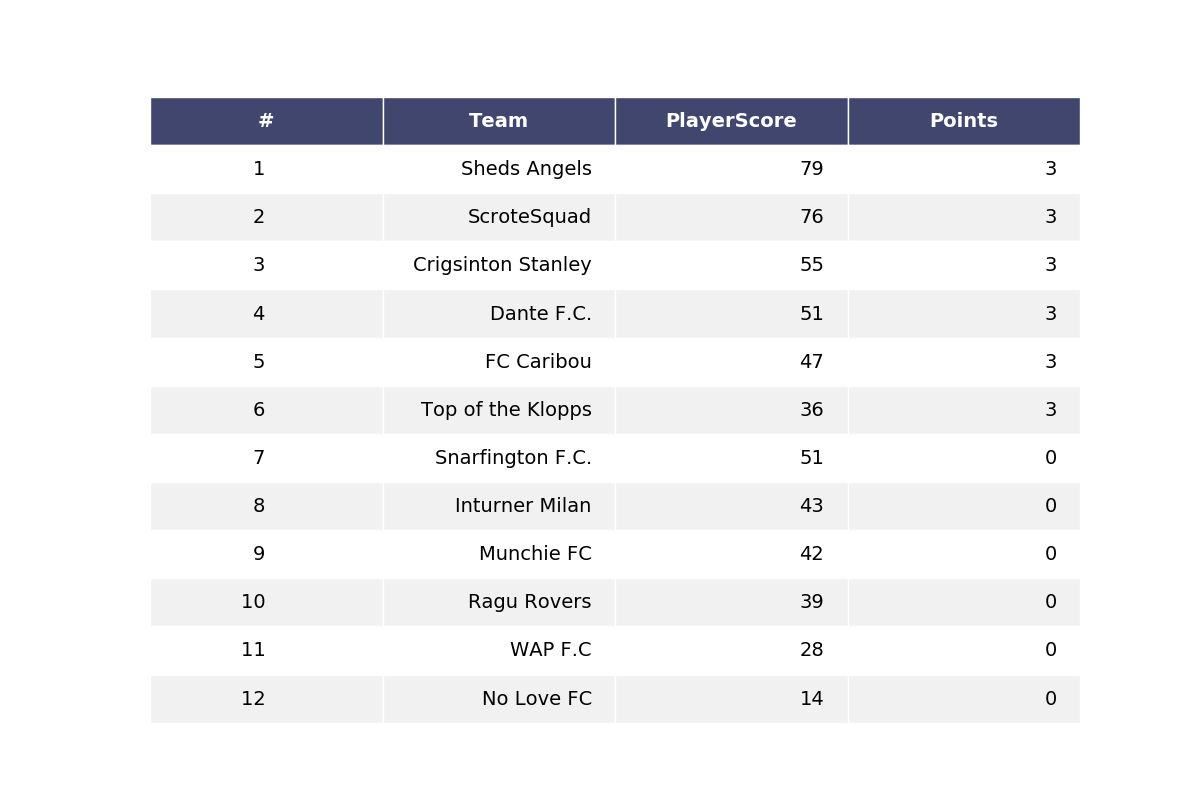 # Team PlayerScore Points
1 Sheds Angels 79 3
2 ScroteSquad 76 3
3 Crigsinton Stanley 55 3
4 Dante F.C. 51 3
5 FC Caribou 47 3
6 Top of the Klopps 36 3
7 Snarfington F.C. 51 0
8 Inturner Milan 43 0
9 Munchie FC 42 0
10 Ragu Rovers 39 0
11 WAP F.C 28 0
12 No Love FC 14 0